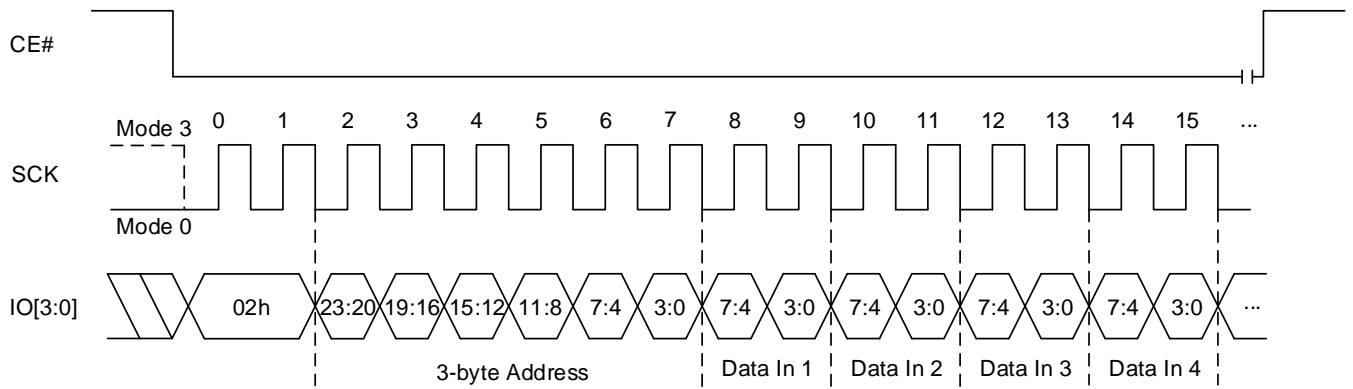 CE#
Mode 3 0 1 2 3 4 5 6 7 8 9 10 11 12 13 14 15 ...
SCK
Mode 0
IO[3:0] 02h 23:20 19:16 15:12 11:8 7:4 3:0 7:4 3:0 7:4 3:0 7:4 3:0 7:4 3:0 ...
3-byte Address Data In 1 Data In 2 Data In 3 Data In 4